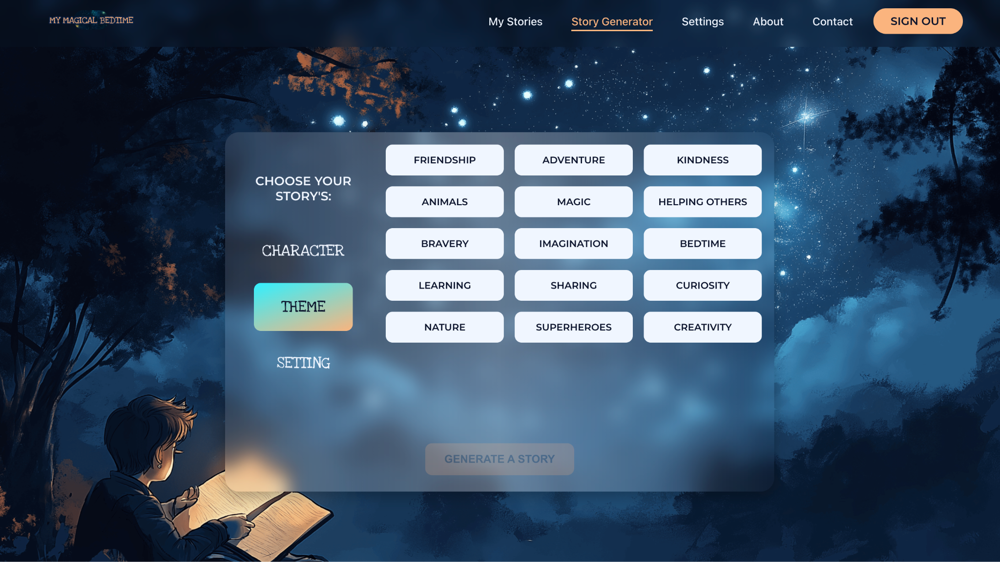 MY MAGICAL BEDTIME
My Stories
Story Generator
Settings
About
Contact
SIGN OUT
CHOOSE YOUR
STORY'S:
CHARACTER
THEME
SETTING
FRIENDSHIP
ADVENTURE
KINDNESS
ANIMALS
MAGIC
HELPING OTHERS
BRAVERY
IMAGINATION
BEDTIME
LEARNING
SHARING
CURIOSITY
NATURE
SUPERHEROES
CREATIVITY
GENERATE A STORY